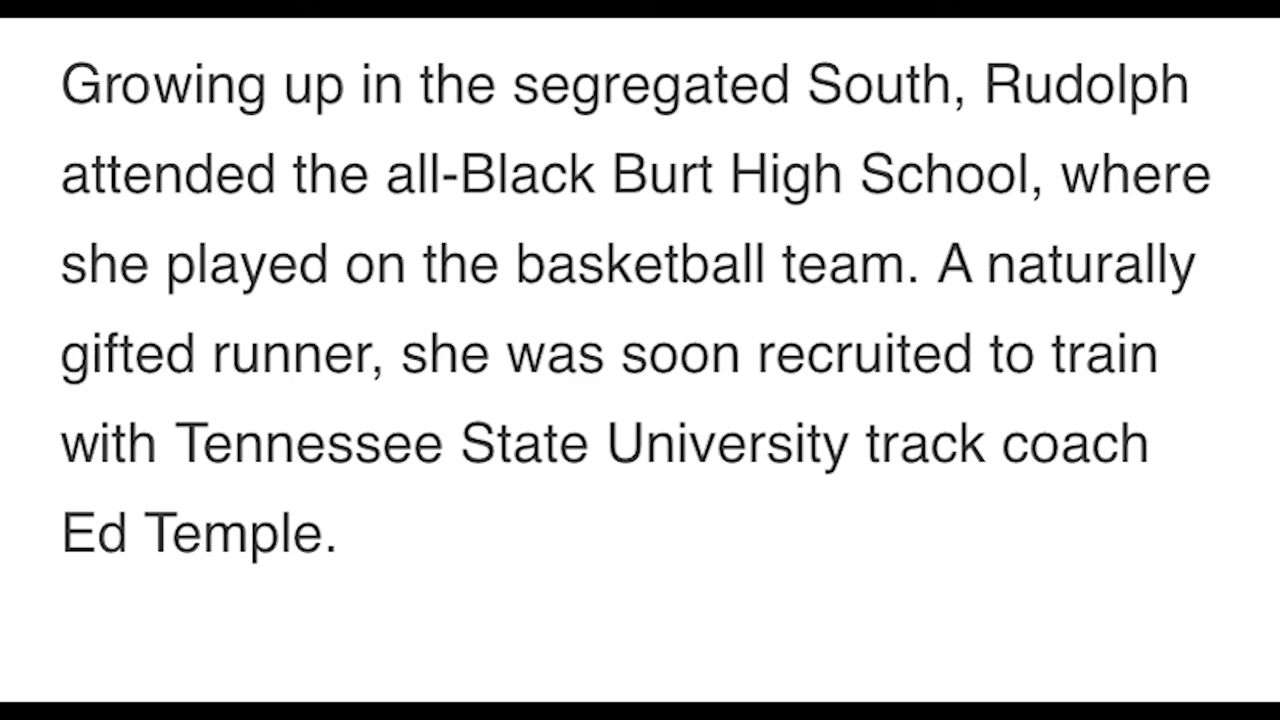 Growing up in the segregated South, Rudolph
attended the all-Black Burt High School, where
she played on the basketball team. A naturally
gifted runner, she was soon recruited to train
with Tennessee State University track coach
Ed Temple.